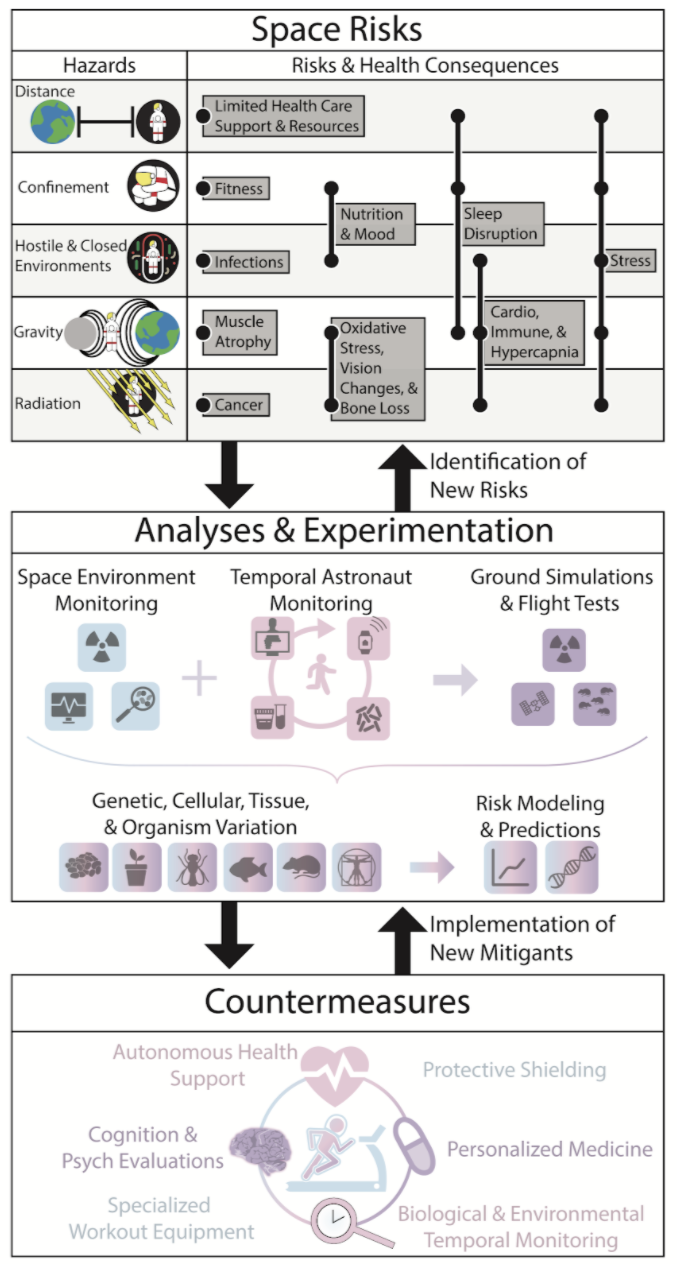 Space Risks
Hazards
Risks & Health Consequences
Distance
Limited Health Care
Support & Resources
Confinement
Fitness
Nutrition
& Mood
Sleep
Disruption
Hostile & Closed
Environments
Infections
Stress
Gravity
Muscle
Atrophy
Oxidative
Stress,
Vision
Changes, &
Bone Loss
Cardio,
Immune, &
Hypercapnia
Radiation
Cancer
Identification of
New Risks
Analyses & Experimentation
Space Environment
Monitoring
Temporal Astronaut
Monitoring
Ground Simulations
& Flight Tests
Genetic, Cellular, Tissue,
& Organism Variation
Risk Modeling
& Predictions
Implementation of
New Mitigants
Countermeasures
Autonomous Health
Support
Protective Shielding
Cognition &
Psych Evaluations
Personalized Medicine
Specialized
Workout Equipment
Biological & Environmental
Temporal Monitoring